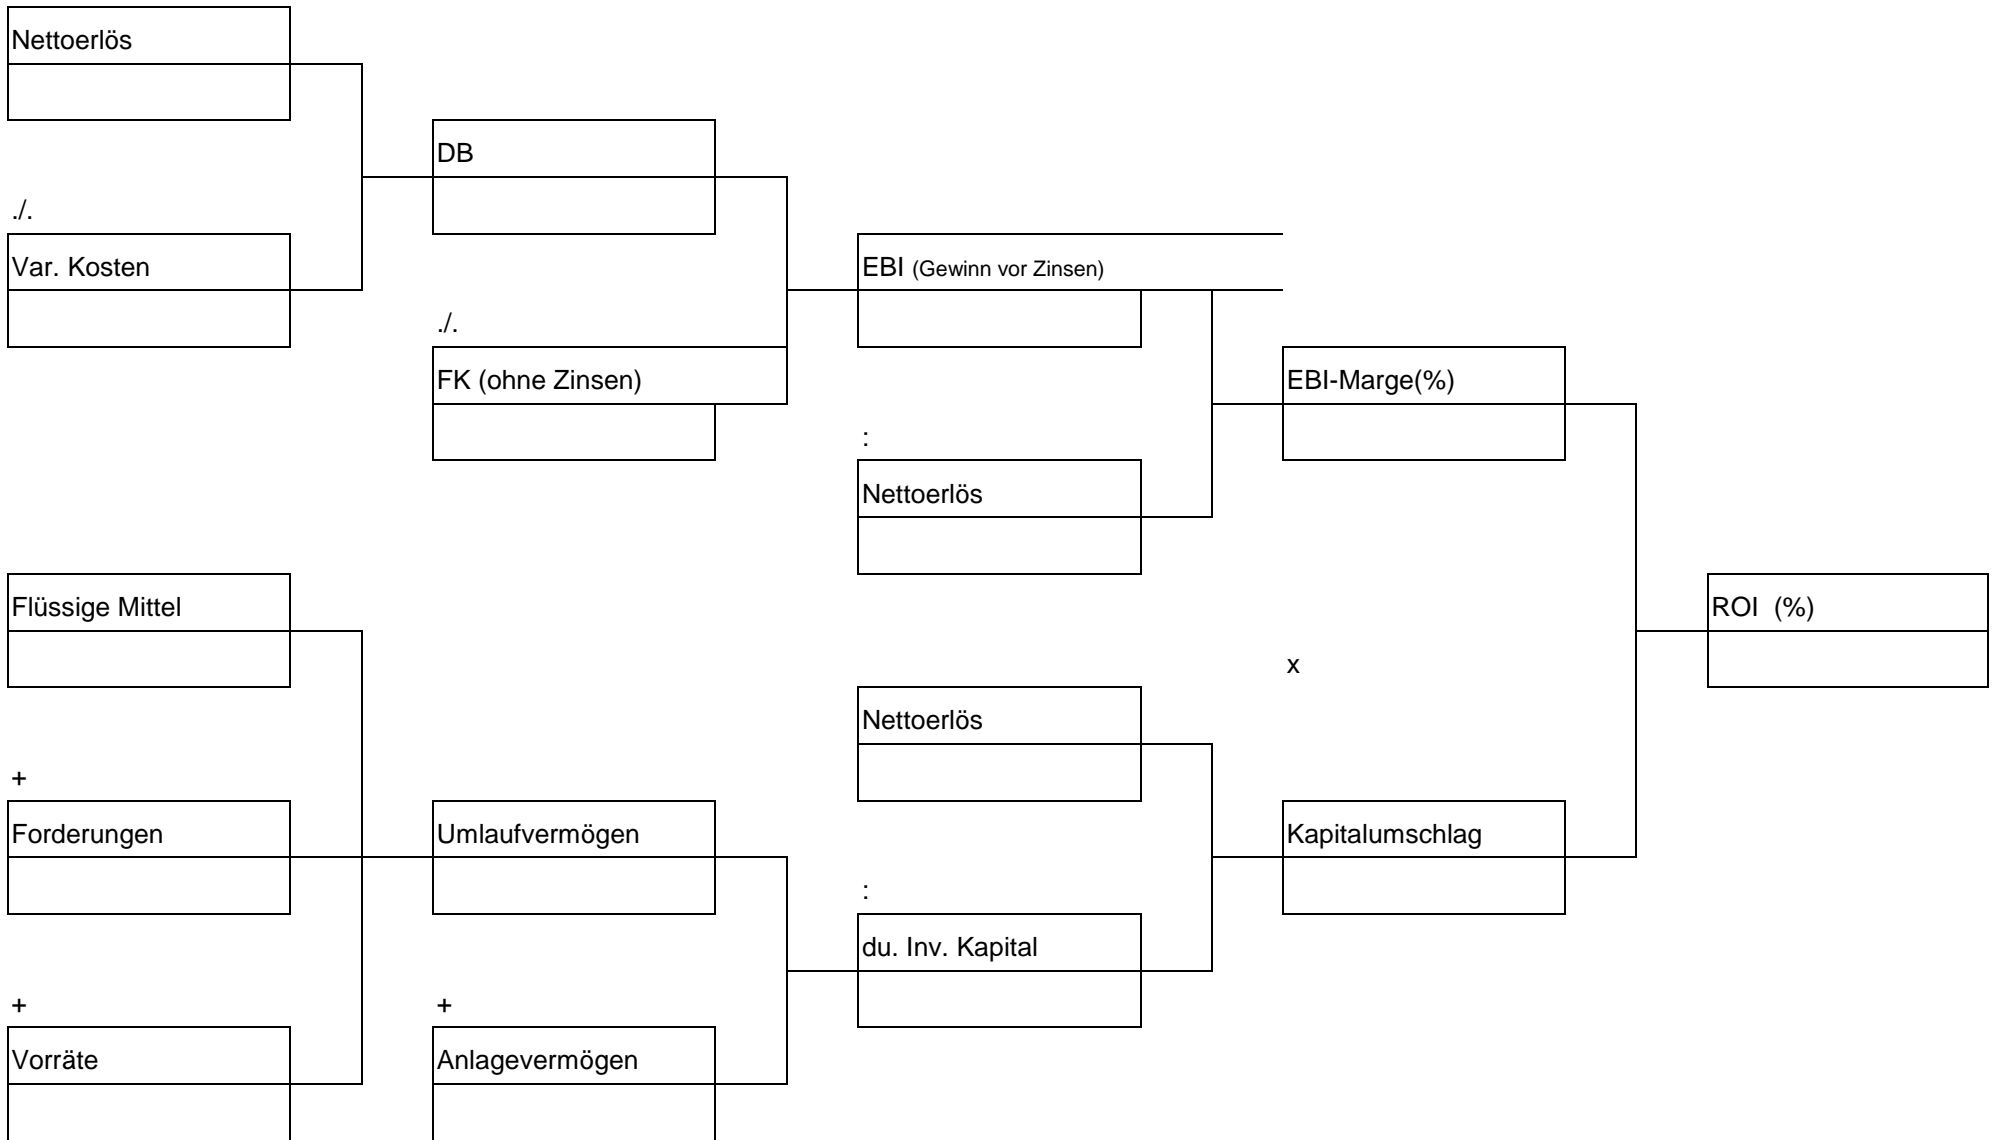 Nettoerlös
DB
./.
Var. Kosten
EBI (Gewinn vor Zinsen)
./.
FK (ohne Zinsen)
EBI-Marge(%)
:
Nettoerlös
Flüssige Mittel
ROI (%)
x
Nettoerlös
+
Forderungen
Umlaufvermögen
Kapitalumschlag
:
du. Inv. Kapital
+
+
Vorräte
Anlagevermögen